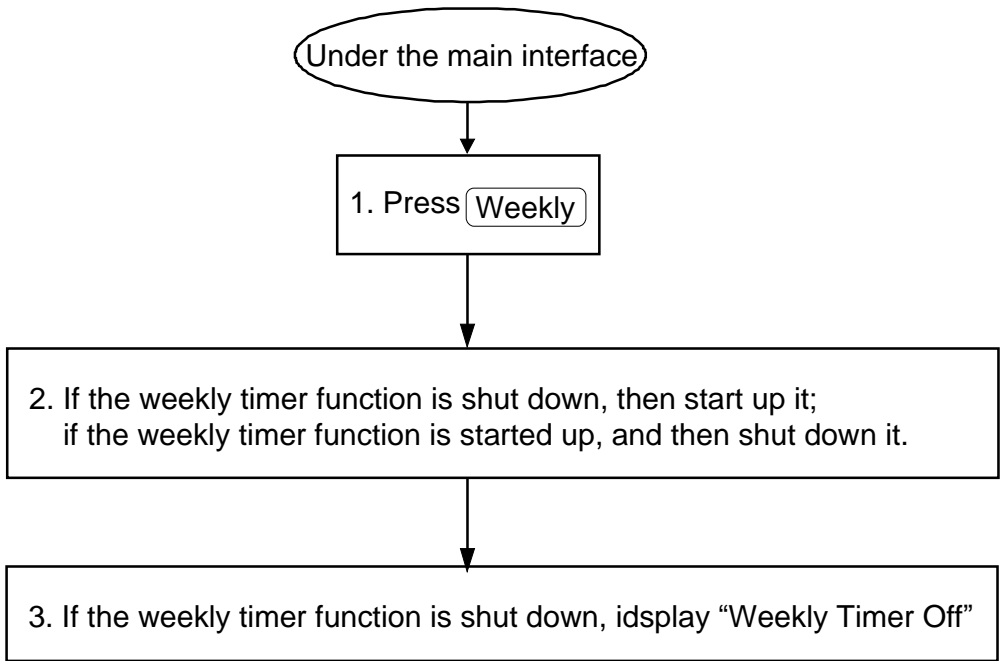 Under the main interface
1. Press Weekly
2. If the weekly timer function is shut down, then start up it;
if the weekly timer function is started up, and then shut down it.
3. If the weekly timer function is shut down, idsplay “Weekly Timer Off”